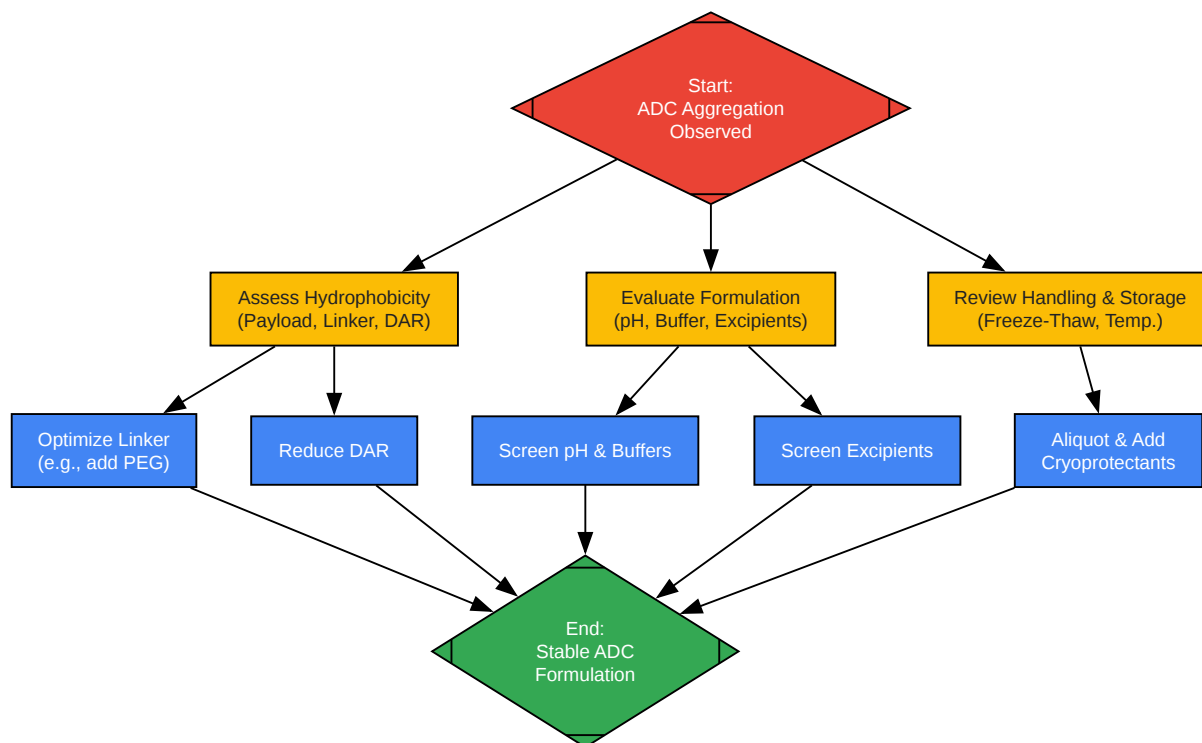 Start:
ADC Aggregation
Observed
Assess Hydrophobicity
(Payload, Linker, DAR)
Evaluate Formulation
(pH, Buffer, Excipients)
Review Handling & Storage
(Freeze-Thaw, Temp.)
Optimize Linker
(e.g., add PEG)
Reduce DAR
Screen pH & Buffers
Screen Excipients
Aliquot & Add
Cryoprotectants
End:
Stable ADC
Formulation